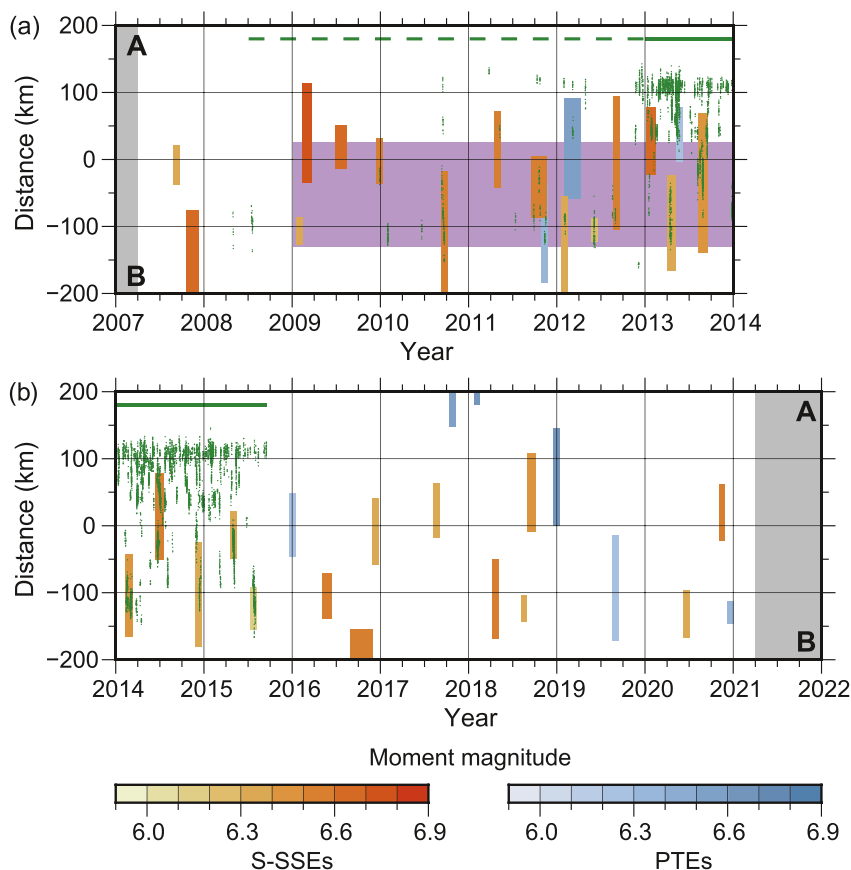 (a)
200
A
100
0
−100
B
−200
Distance (km)
2007 2008 2009 2010 2011 2012 2013 2014
Year
(b)
200
A
100
0
−100
B
−200
Distance (km)
2014 2015 2016 2017 2018 2019 2020 2021 2022
Year
Moment magnitude
6.0 6.3 6.6 6.9 6.0 6.3 6.6 6.9
S-SSEs PTEs